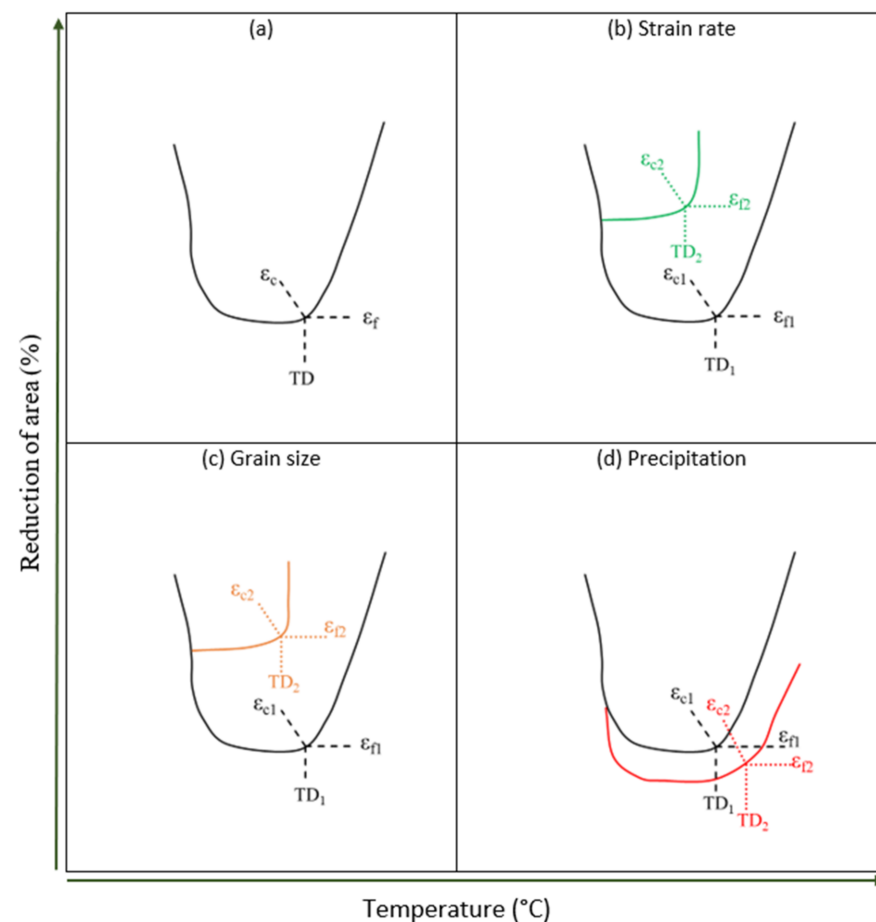 (a)
εc
εf
TD
(b) Strain rate
εc2
εf2
TD2
εc1
εf1
TD1
(c) Grain size
εc2
εf2
TD2
εc1
εf1
TD1
(d) Precipitation
εc1
εc2
εf1
εf2
TD1
TD2
Reduction of area (%)
Temperature (°C)